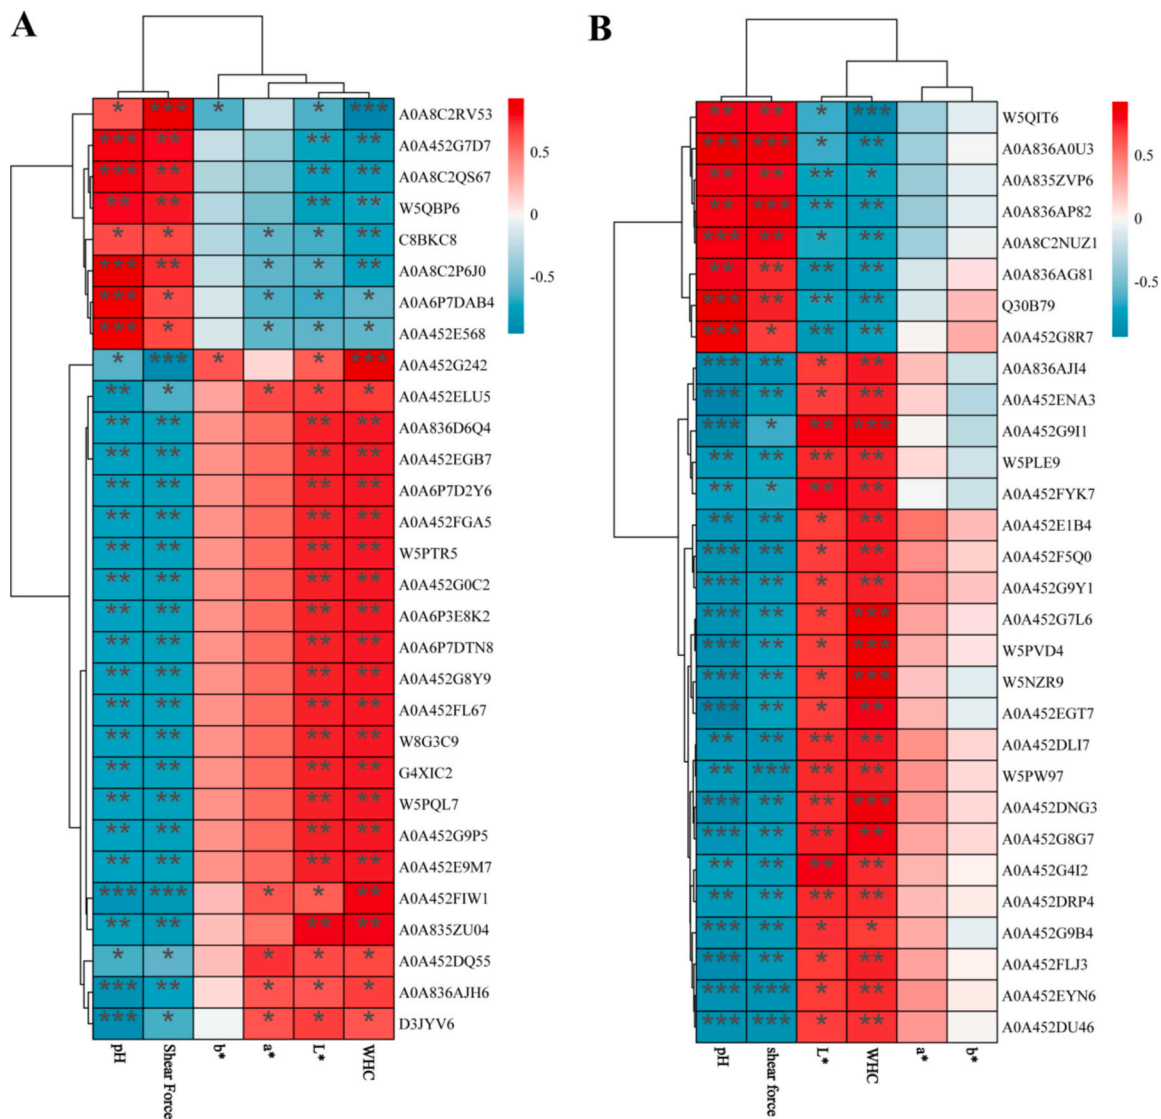 A
* *** * * ***
A0A8C2RV53
*** ** ** **
A0A452G7D7
*** ** ** **
A0A8C2QS67
** ** ** **
W5QBP6
* * * * **
C8BKC8
*** ** * * **
A0A8C2P6J0
*** * * * *
A0A6P7DAB4
*** * * * *
A0A452E568
* *** * * ***
A0A452G242
** * * * *
A0A452ELU5
** ** ** **
A0A836D6Q4
** ** ** **
A0A452EGB7
** ** ** **
A0A6P7D2Y6
** ** ** **
A0A452FGA5
** ** ** **
W5PTR5
** ** ** **
A0A452G0C2
** ** ** **
A0A6P3E8K2
** ** ** **
A0A6P7DTN8
** ** ** **
A0A452G8Y9
** ** ** **
A0A452FL67
** ** ** **
W8G3C9
** ** ** **
G4XIC2
** ** ** **
W5PQL7
** ** ** **
A0A452G9P5
** ** ** **
A0A452E9M7
*** *** * * **
A0A452FIW1
** ** ** **
A0A835ZU04
* * * * *
A0A452DQ55
*** ** * * *
A0A836AJH6
*** * * * *
D3JYV6
pH
Shear Force
b*
a*
L*
WHC
0.5
0
-0.5
B
** ** * ***
W5QIT6
*** *** * **
A0A836A0U3
** ** ** *
A0A835ZVP6
** *** ** **
A0A836AP82
*** ** * **
A0A8C2NUZ1
** ** ** **
A0A836AG81
*** ** ** **
Q30B79
*** * ** **
A0A452G8R7
*** ** * **
A0A836AJI4
*** ** * **
A0A452ENA3
*** * ** ***
A0A452G9I1
** ** ** **
W5PLE9
** * ** **
A0A452FYK7
** ** * **
A0A452E1B4
*** ** * **
A0A452F5Q0
*** ** * **
A0A452G9Y1
*** ** * ***
A0A452G7L6
*** ** * ***
W5PVD4
*** ** * ***
W5NZR9
*** ** * **
A0A452EGT7
** ** ** **
A0A452DLI7
** *** ** **
W5PW97
*** ** ** ***
A0A452DNG3
*** ** ** **
A0A452G8G7
** ** ** **
A0A452G4I2
** ** ** **
A0A452DRP4
*** ** * *
A0A452G9B4
*** ** * **
A0A452FLJ3
*** *** * **
A0A452EYN6
*** *** * **
A0A452DU46
pH
shear force
L*
WHC
a*
b*
0.5
0
-0.5